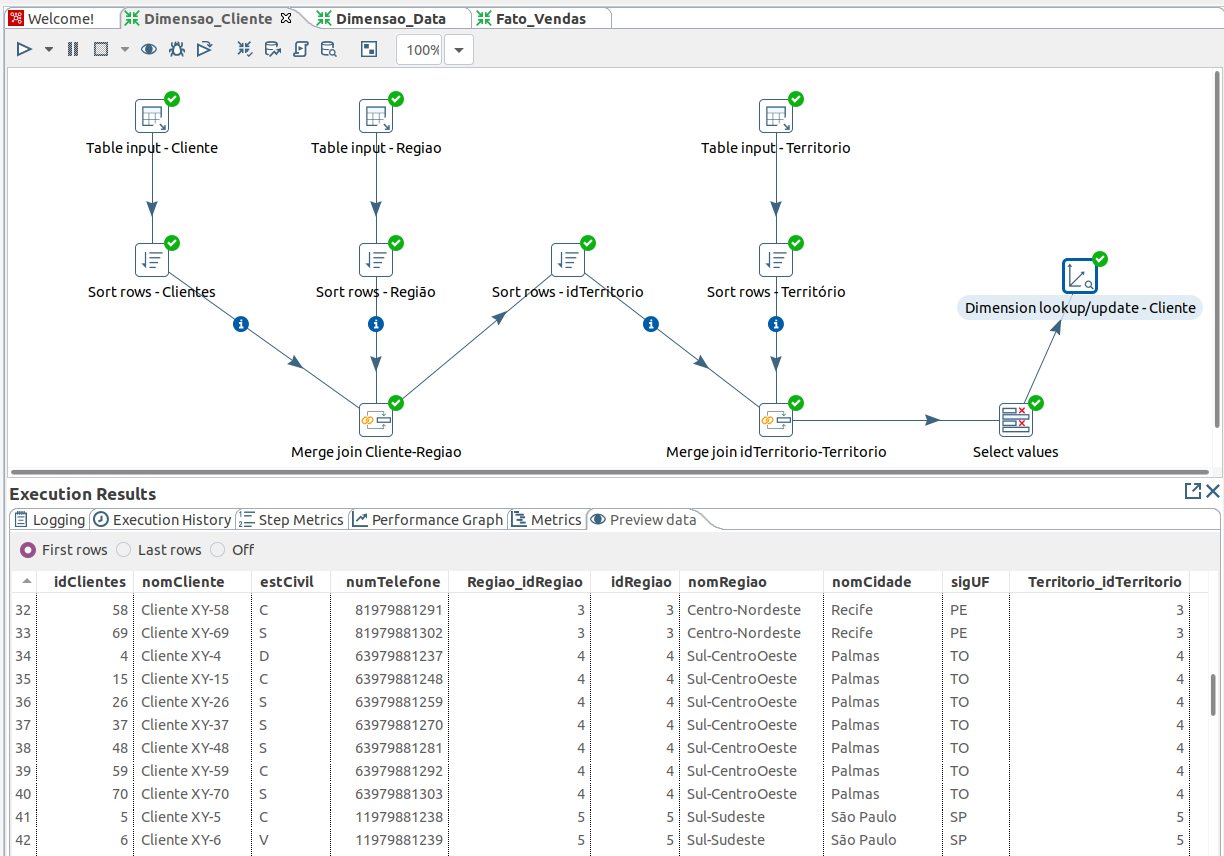 Welcome! Dimensao_Cliente Dimensao_Data Fato_Vendas
100%
Table input - Cliente Table input - Regiao Table input - Territorio
Sort rows - Clientes Sort rows - Região Sort rows - idTerritorio Sort rows - Território
Dimension lookup/update - Cliente
Merge join Cliente-Regiao Merge join idTerritorio-Territorio Select values
Execution Results
Logging Execution History Step Metrics Performance Graph Metrics Preview data
First rows Last rows Off
idClientes nomCliente estCivil numTelefone Regiao_idRegiao idRegiao nomRegiao nomCidade sigUF Territorio_idTerritorio
32 58 Cliente XY-58 C 81979881291 3 3 Centro-Nordeste Recife PE 3
33 69 Cliente XY-69 S 81979881302 3 3 Centro-Nordeste Recife PE 3
34 4 Cliente XY-4 D 63979881237 4 4 Sul-CentroOeste Palmas TO 4
35 15 Cliente XY-15 C 63979881248 4 4 Sul-CentroOeste Palmas TO 4
36 26 Cliente XY-26 S 63979881259 4 4 Sul-CentroOeste Palmas TO 4
37 37 Cliente XY-37 S 63979881270 4 4 Sul-CentroOeste Palmas TO 4
38 48 Cliente XY-48 S 63979881281 4 4 Sul-CentroOeste Palmas TO 4
39 59 Cliente XY-59 C 63979881292 4 4 Sul-CentroOeste Palmas TO 4
40 70 Cliente XY-70 S 63979881303 4 4 Sul-CentroOeste Palmas TO 4
41 5 Cliente XY-5 C 11979881238 5 5 Sul-Sudeste São Paulo SP 5
42 6 Cliente XY-6 V 11979881239 5 5 Sul-Sudeste São Paulo SP 5